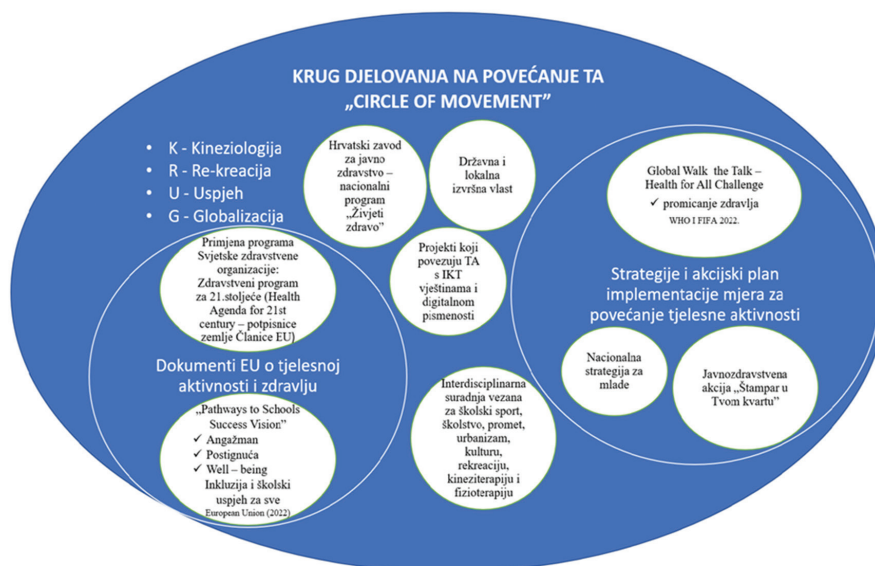 KRUG DJELOVANJA NA POVEĆANJE TA
„CIRCLE OF MOVEMENT”
• K - Kineziologija
• R - Re-kreacija
• U - Uspjeh
• G - Globalizacija
Hrvatski zavod
za javno
zdravstvo –
nacionalni
program
„Živjeti
zdravo”
Državna i
lokalna
izvršna vlast
Projekti koji
povezuju TA
s IKT
vještinama i
digitalnom
pismenosti
Primjena programa
Svjetske zdravstvene
organizacije:
Zdravstveni program
za 21.stoljeće (Health
Agenda for 21st
century – potpisnice
zemlje Članice EU)
Dokumenti EU o tjelesnoj
aktivnosti i zdravlju
„Pathways to Schools
Success Vision”
✓ Angažman
✓ Postignuća
✓ Well – being
Inkluzija i školski
uspjeh za sve
European Union (2022)
Interdisciplinarna
suradnja vezana
za školski sport,
školstvo, promet,
urbanizam,
kulturu,
rekreaciju,
kineziterapiju i
fizioterapiju
Global Walk the Talk –
Health for All Challenge
✓ promicanje zdravlja
WHO I FIFA 2022.
Strategije i akcijski plan
implementacije mjera za
povećanje tjelesne aktivnosti
Nacionalna
strategija za
mlade
Javnozdravstvena
akcija „Štampar u
Tvom kvartu”